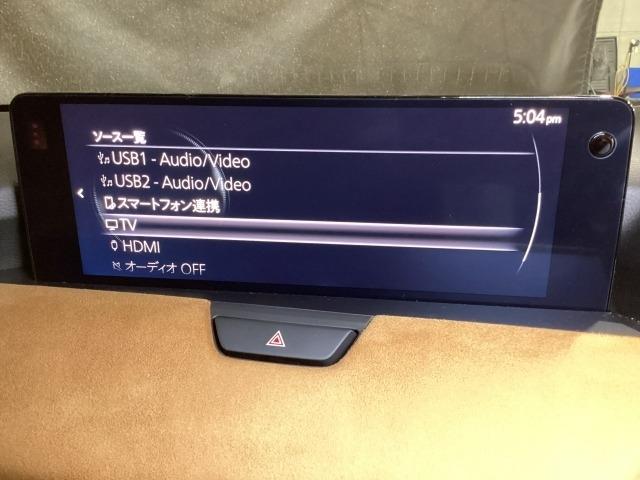 5:04pm
ソース一覧
USB1 - Audio/Video
USB2 - Audio/Video
スマートフォン連携
TV
HDMI
オーディオ OFF